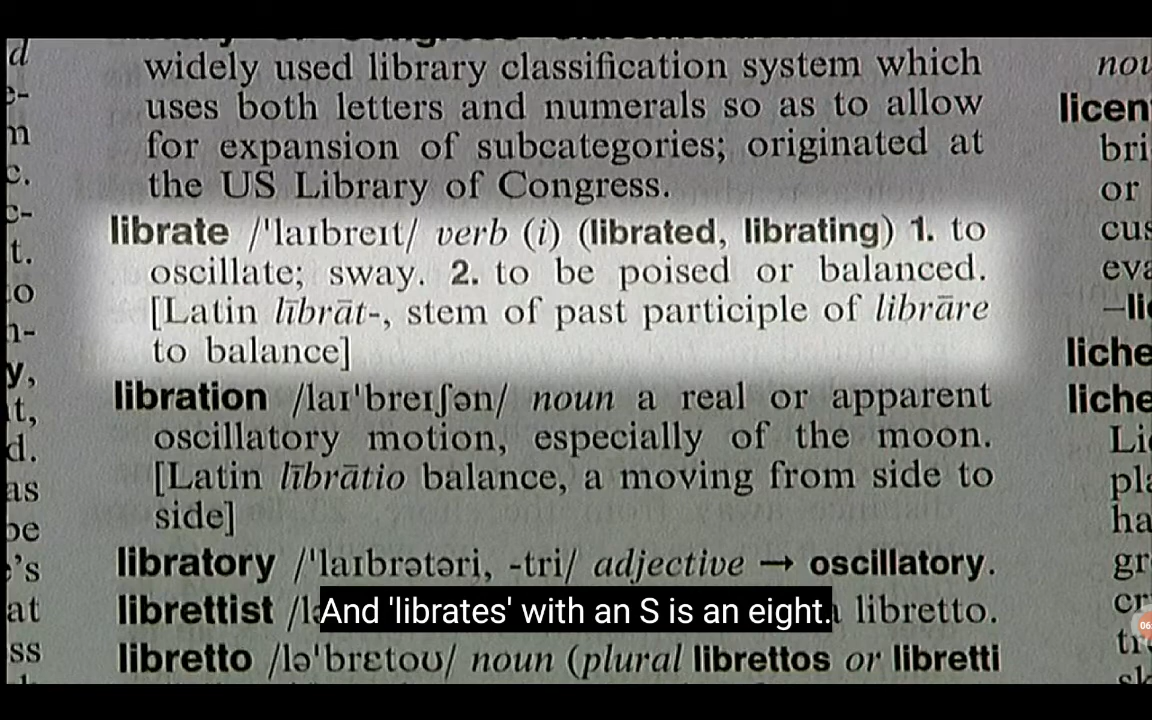 d
widely used library classification system which
uses both letters and numerals so as to allow
for expansion of subcategories; originated at
the US Library of Congress.
librate /ˈlaɪbreɪt/ verb (i) (librated, librating) 1. to
oscillate; sway. 2. to be poised or balanced.
[Latin lībrāt-, stem of past participle of librāre
to balance]
libration /laɪˈbreɪʃən/ noun a real or apparent
oscillatory motion, especially of the moon.
[Latin lībrātio balance, a moving from side to
side]
libratory /ˈlaɪbrətəri, -tri/ adjective → oscillatory.
librettist /lə libretto.
And 'librates' with an S is an eight.
libretto /ləˈbrɛtoʊ/ noun (plural librettos or libretti